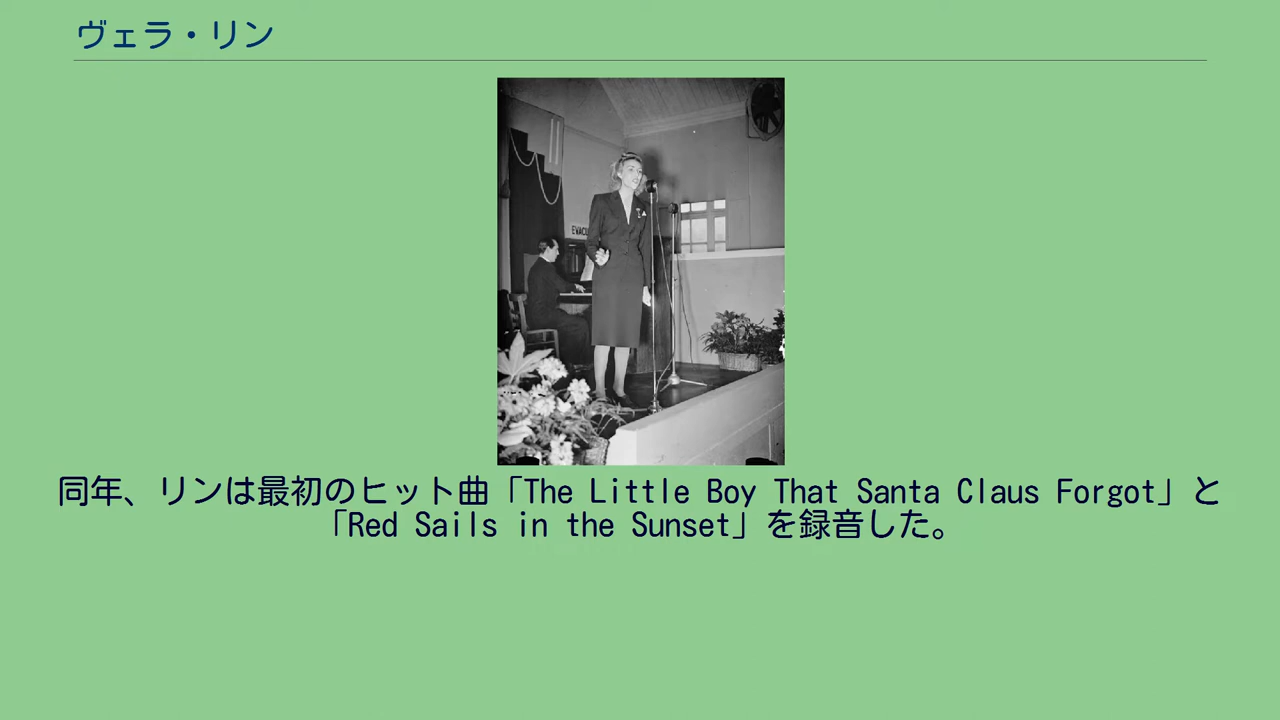 ヴェラ・リン
EVACU
同年、リンは最初のヒット曲「The Little Boy That Santa Claus Forgot」と
「Red Sails in the Sunset」を録音した。